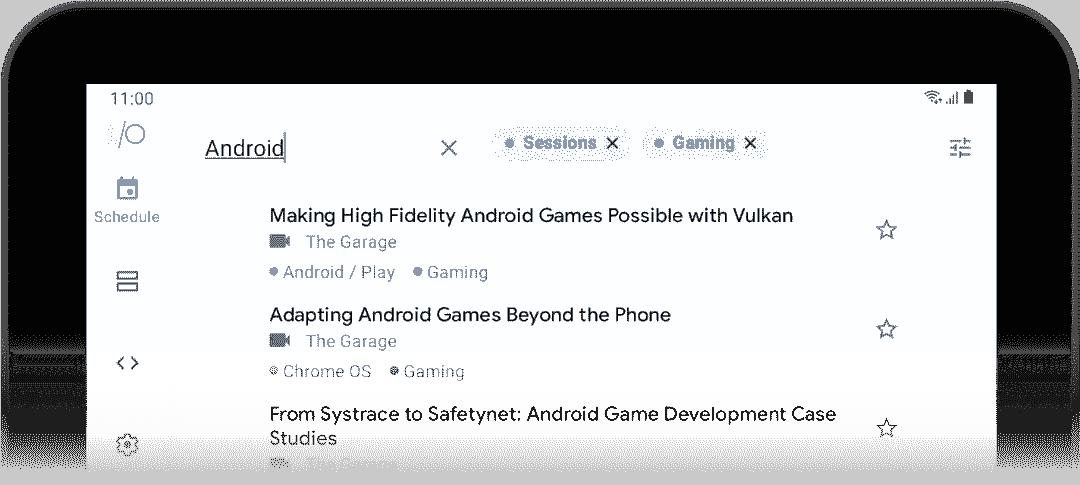 11:00
/O
Android
Sessions
Gaming
Schedule
Making High Fidelity Android Games Possible with Vulkan
The Garage
Android / Play
Gaming
Adapting Android Games Beyond the Phone
The Garage
Chrome OS
Gaming
From Systrace to Safetynet: Android Game Development Case
Studies